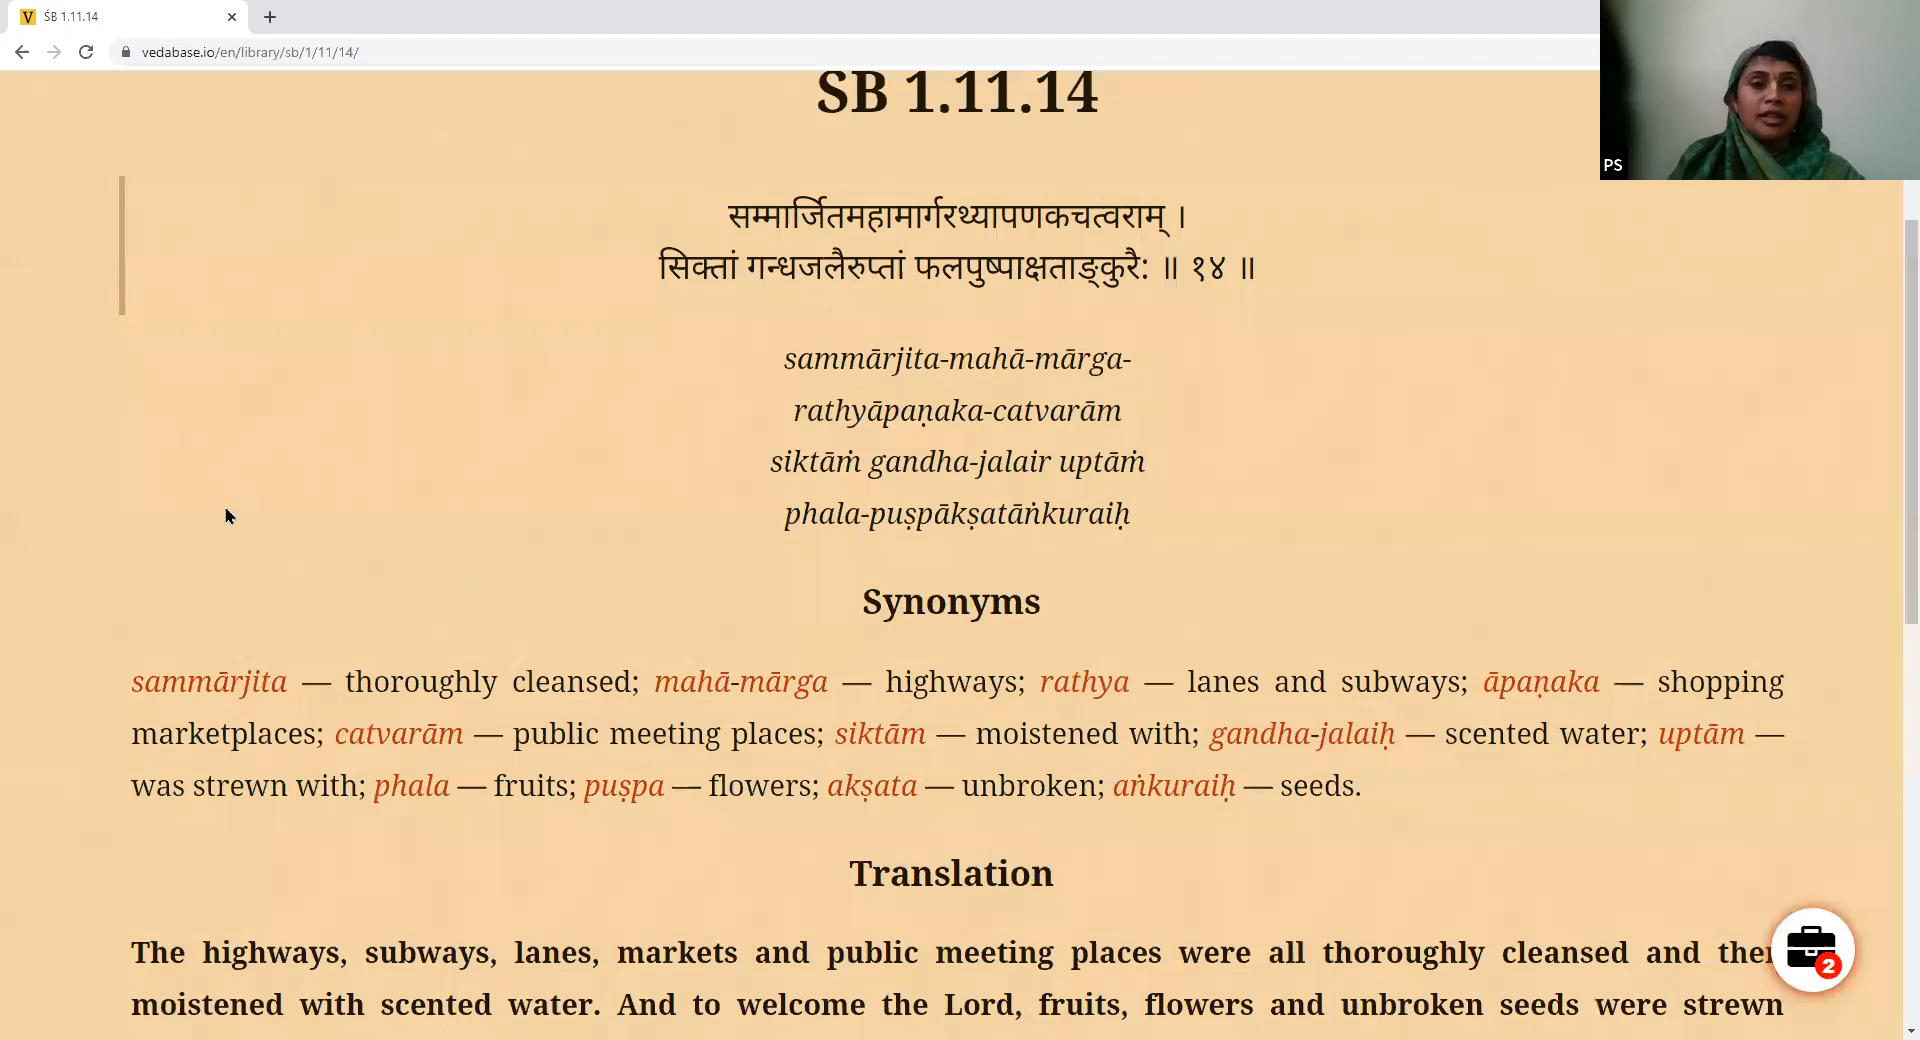 ŚB 1.11.14
vedabase.io/en/library/sb/1/11/14/
PS
ŚB 1.11.14
सम्मार्जितमहामार्गरथ्यापणकचत्वराम् ।
सिक्तां गन्धजलैरुप्तां फलपुष्पाक्षताङ्कुरै: ॥ १४ ॥
sammārjita-mahā-mārga-
rathyāpaṇaka-catvarām
siktāṁ gandha-jalair uptāṁ
phala-puṣpākṣatāṅkuraiḥ
Synonyms
sammārjita — thoroughly cleansed; mahā-mārga — highways; rathya — lanes and subways; āpaṇaka — shopping
marketplaces; catvarām — public meeting places; siktām — moistened with; gandha-jalaiḥ — scented water; uptām —
was strewn with; phala — fruits; puṣpa — flowers; akṣata — unbroken; aṅkuraiḥ — seeds.
Translation
The highways, subways, lanes, markets and public meeting places were all thoroughly cleansed and then
moistened with scented water. And to welcome the Lord, fruits, flowers and unbroken seeds were strewn
2